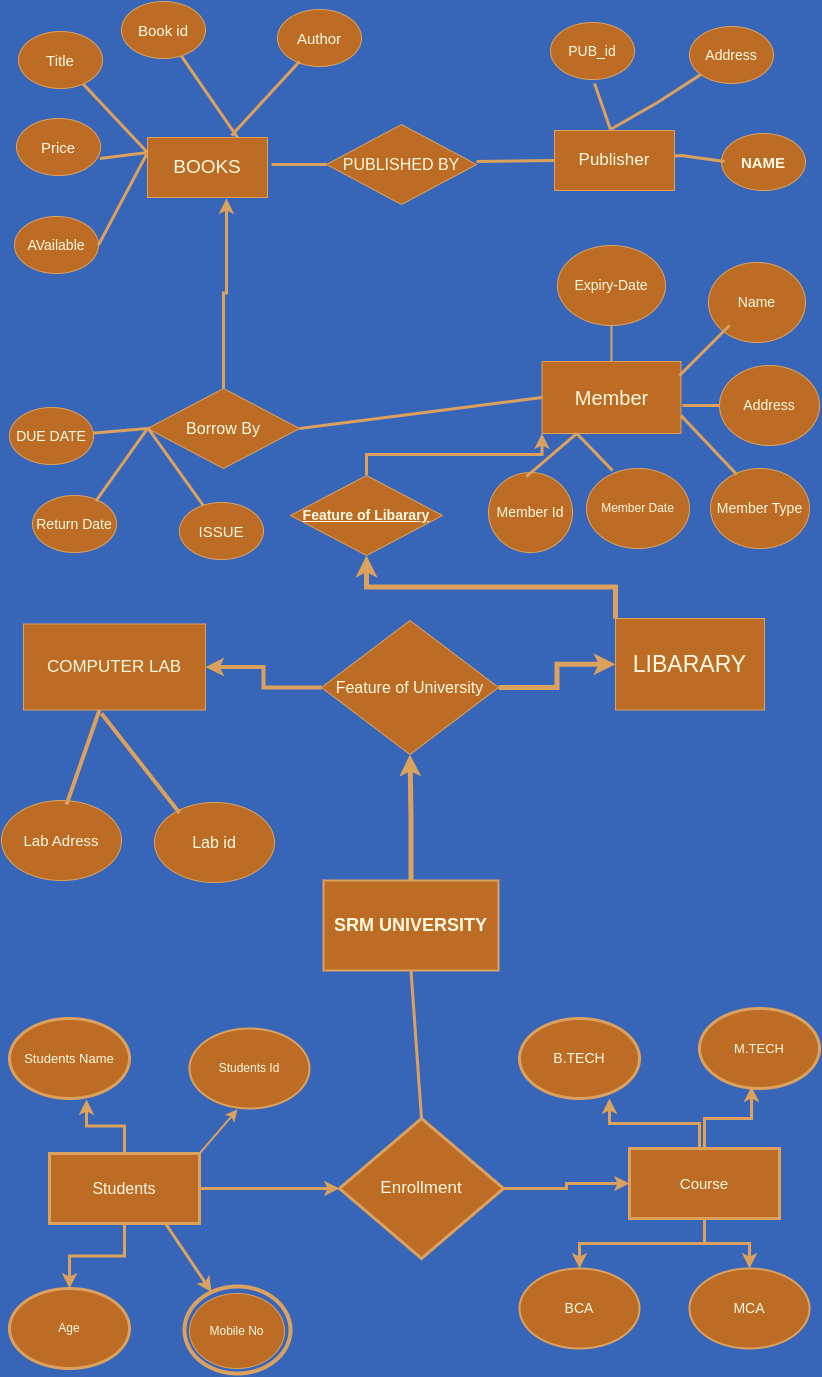 Book id
Author
Title
PUB_id
Address
Price
BOOKS
PUBLISHED BY
Publisher
NAME
AVailable
Expiry-Date
Name
Member
Address
DUE DATE
Borrow By
Return Date
ISSUE
Feature of Libarary
Member Id
Member Date
Member Type
COMPUTER LAB
Feature of University
LIBARARY
Lab Adress
Lab id
SRM UNIVERSITY
Students Name
Students Id
B.TECH
M.TECH
Students
Enrollment
Course
Age
Mobile No
BCA
MCA